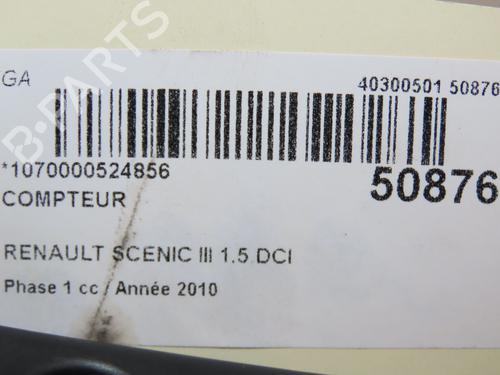 GA
40300501 50876
*1070000524856
50876
COMPTEUR
RENAULT SCENIC III 1.5 DCI
Phase 1 cc / Année 2010
B-PARTS